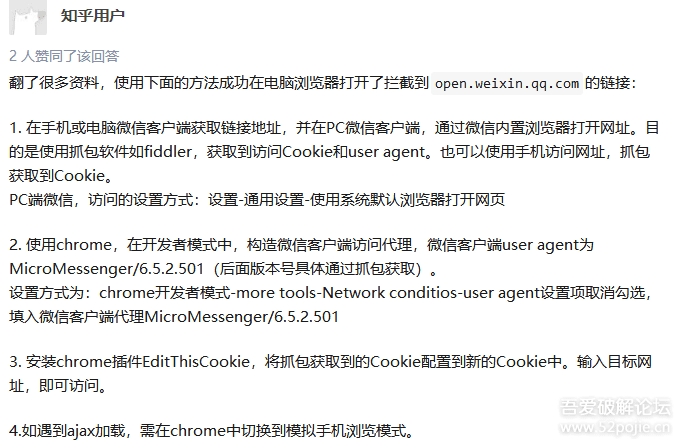 知乎用户
2 人赞同了该回答
翻了很多资料，使用下面的方法成功在电脑浏览器打开了拦截到 open.weixin.qq.com 的链接：
1. 在手机或电脑微信客户端获取链接地址，并在PC微信客户端，通过微信内置浏览器打开网址。目
的是使用抓包软件如fiddler，获取到访问Cookie和user agent。也可以使用手机访问网址，抓包
获取到Cookie。
PC端微信，访问的设置方式：设置-通用设置-使用系统默认浏览器打开网页
2. 使用chrome，在开发者模式中，构造微信客户端访问代理，微信客户端user agent为
MicroMessenger/6.5.2.501（后面版本号具体通过抓包获取）。
设置方式为：chrome开发者模式-more tools-Network conditios-user agent设置项取消勾选，
填入微信客户端代理MicroMessenger/6.5.2.501
3. 安装chrome插件EditThisCookie，将抓包获取到的Cookie配置到新的Cookie中。输入目标网
址，即可访问。
4.如遇到ajax加载，需在chrome中切换到模拟手机浏览模式。
吾爱破解论坛
www.52pojie.cn